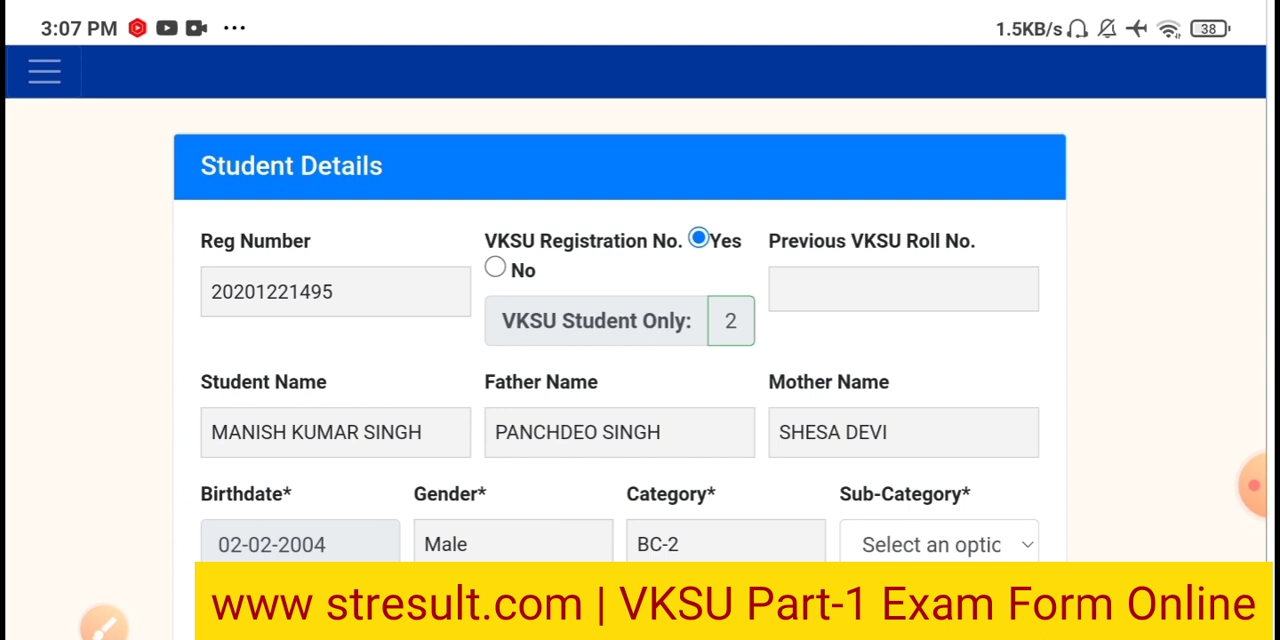 3:07 PM ... 1.5KB/s 38
Student Details
Reg Number VKSU Registration No. Yes Previous VKSU Roll No.
No
20201221495
VKSU Student Only: 2
Student Name Father Name Mother Name
MANISH KUMAR SINGH PANCHDEO SINGH SHESA DEVI
Birthdate* Gender* Category* Sub-Category*
02-02-2004 Male BC-2 Select an optic
www stresult.com | VKSU Part-1 Exam Form Online